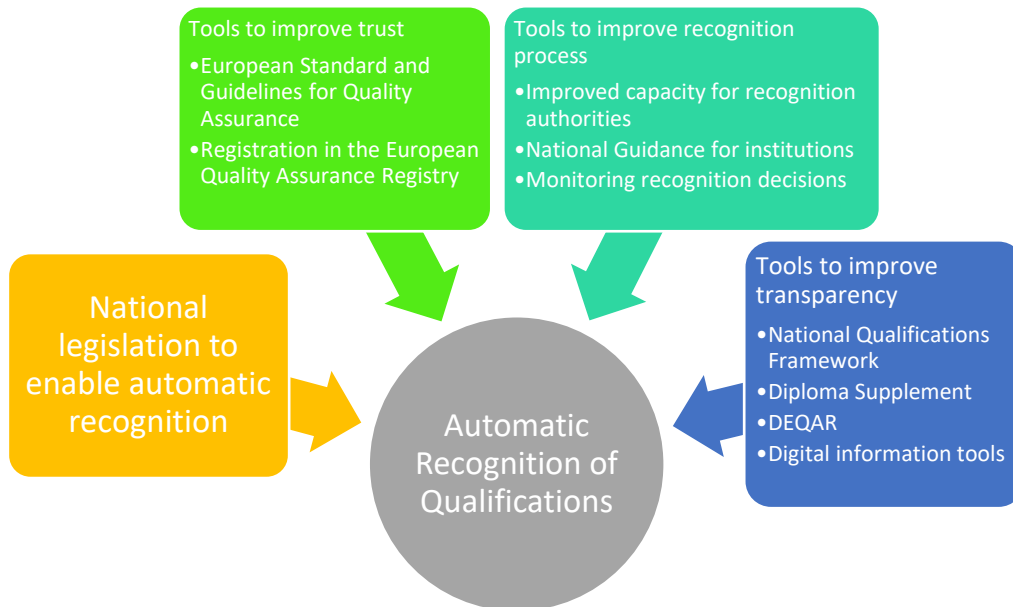 Tools to improve trust
•European Standard and
Guidelines for Quality
Assurance
•Registration in the European
Quality Assurance Registry
Tools to improve recognition
process
•Improved capacity for recognition
authorities
•National Guidance for institutions
•Monitoring recognition decisions
National
legislation to
enable automatic
recognition
Tools to improve
transparency
•National Qualifications
Framework
•Diploma Supplement
•DEQAR
•Digital information tools
Automatic
Recognition of
Qualifications